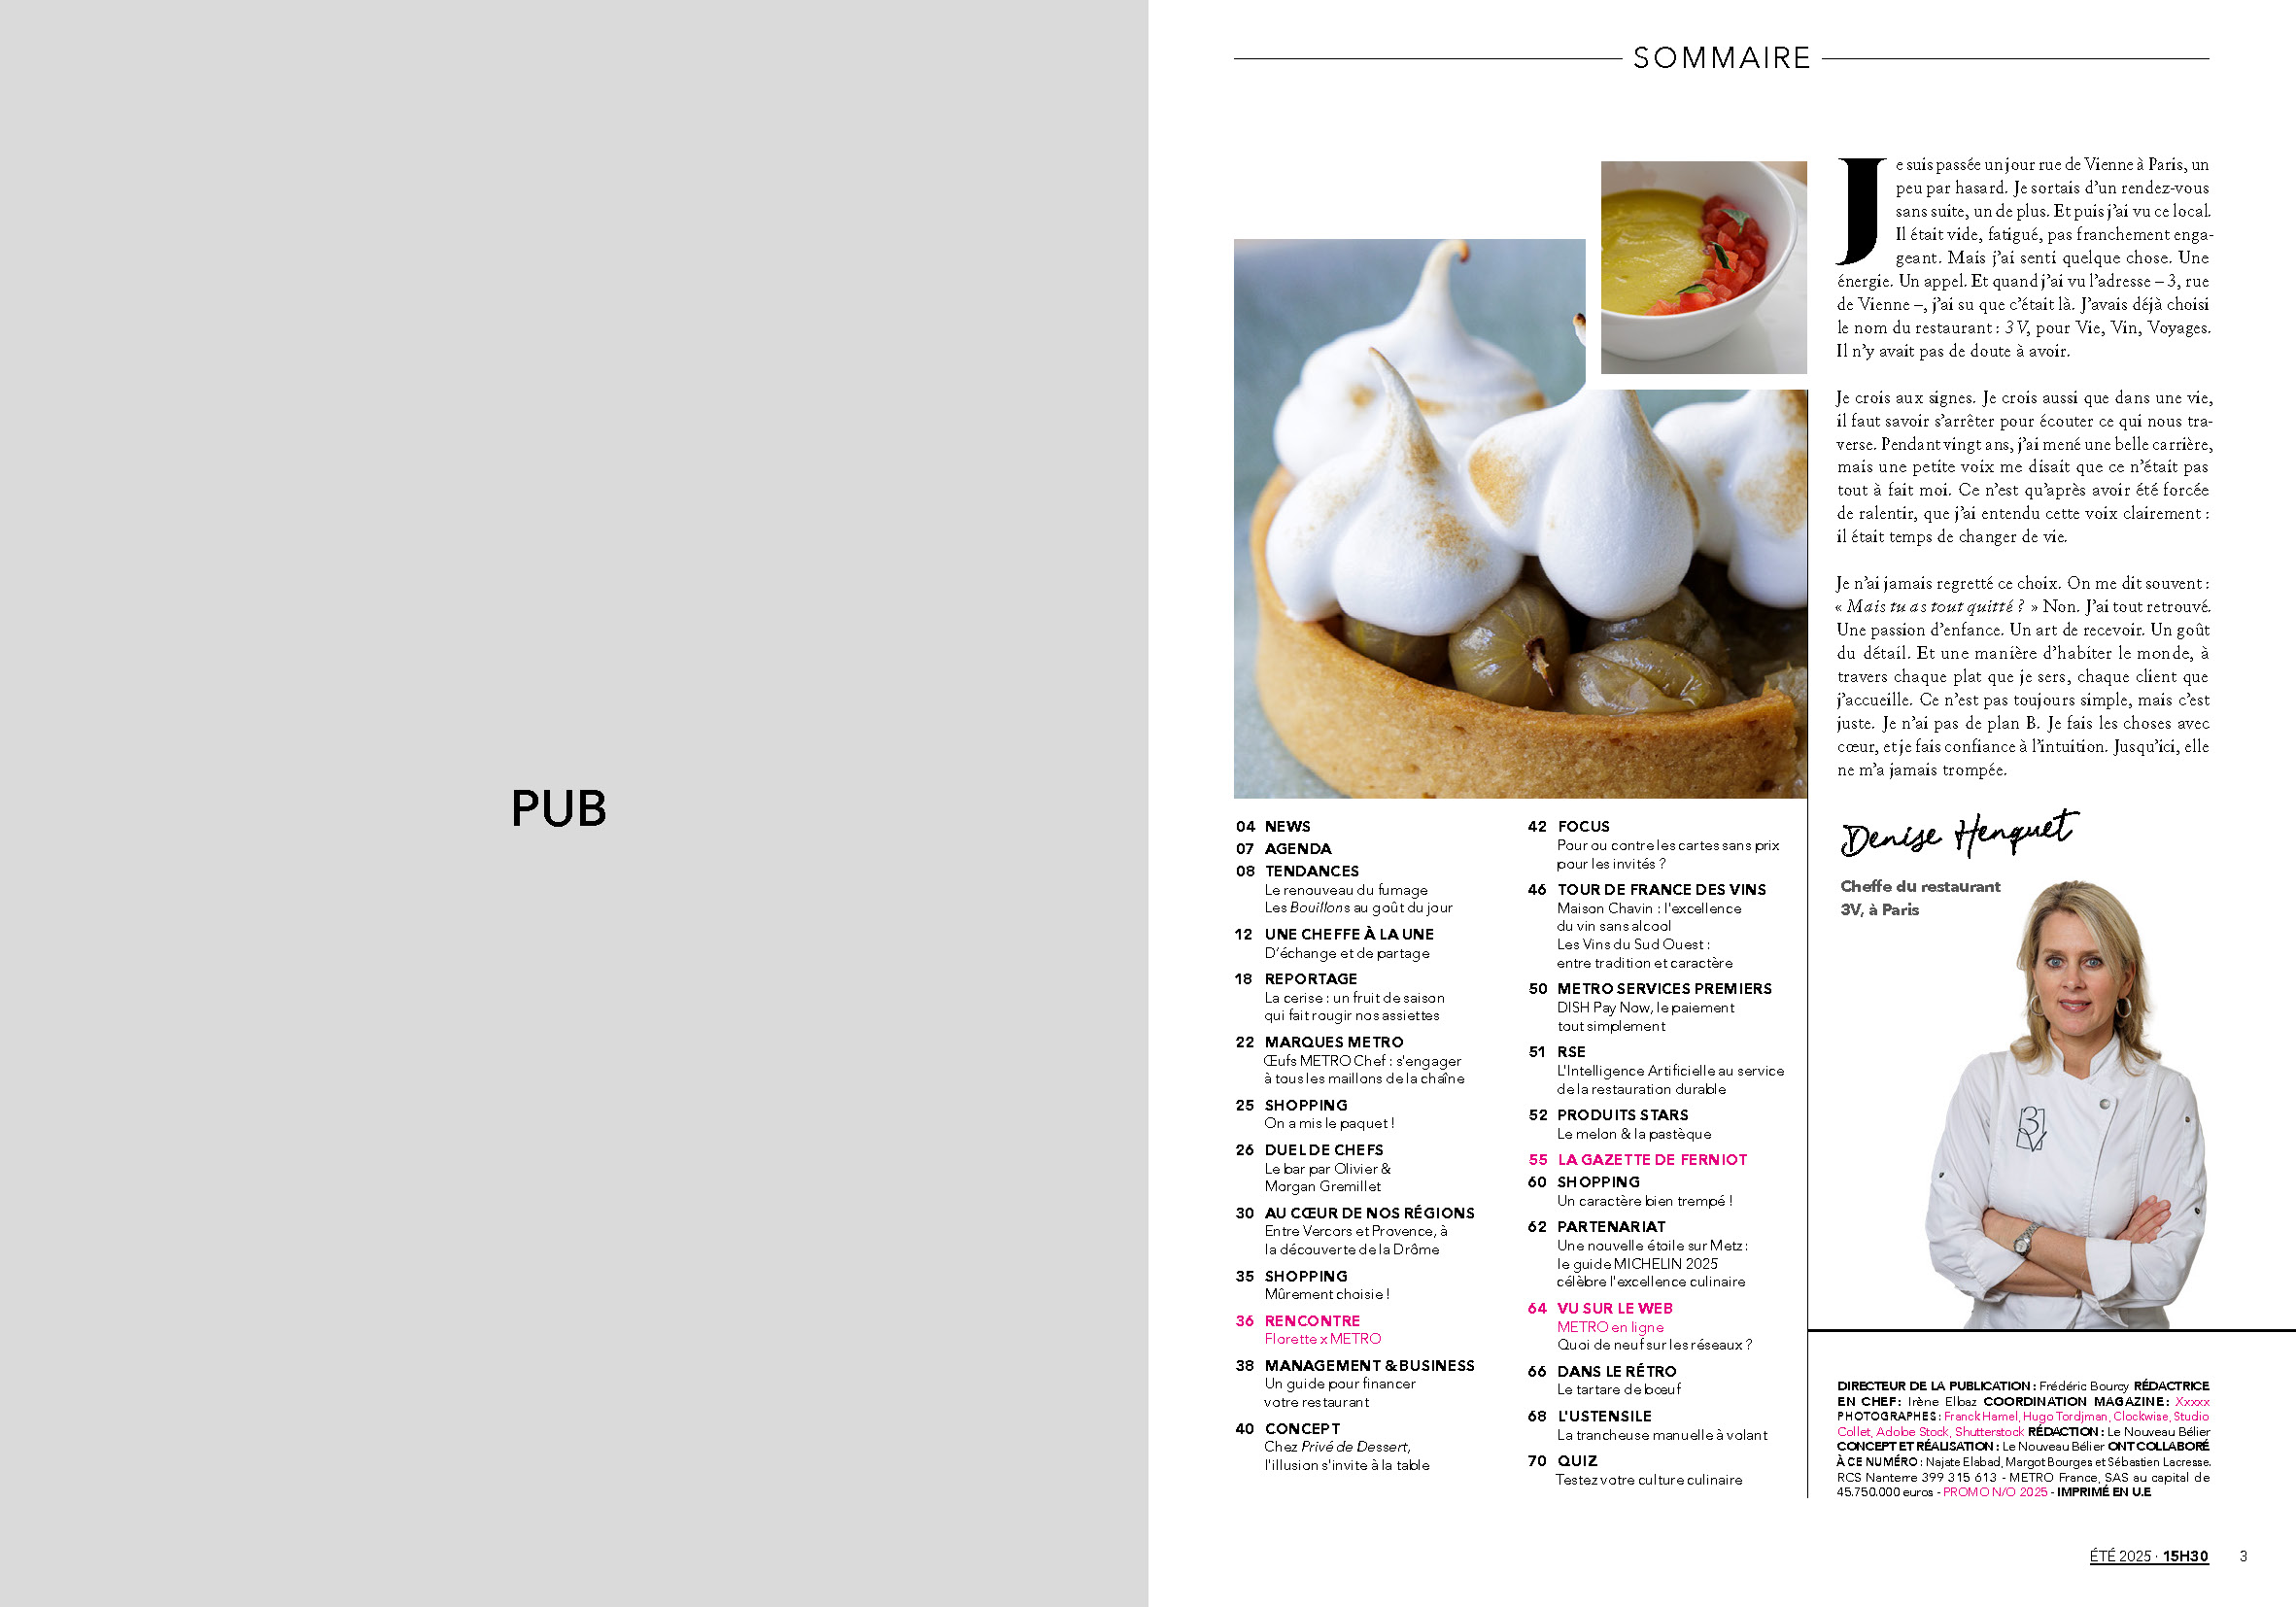 PUB
SOMMAIRE
Je suis passée un jour rue de Vienne à Paris, un
peu par hasard. Je sortais d’un rendez-vous
sans suite, un de plus. Et puis j’ai vu ce local.
Il était vide, fatigué, pas franchement enga-
geant. Mais j’ai senti quelque chose. Une
énergie. Un appel. Et quand j’ai vu l’adresse – 3, rue
de Vienne –, j’ai su que c’était là. J’avais déjà choisi
le nom du restaurant : 3 V, pour Vie, Vin, Voyages.
Il n’y avait pas de doute à avoir.
Je crois aux signes. Je crois aussi que dans une vie,
il faut savoir s’arrêter pour écouter ce qui nous tra-
verse. Pendant vingt ans, j’ai mené une belle carrière,
mais une petite voix me disait que ce n’était pas
tout à fait moi. Ce n’est qu’après avoir été forcée
de ralentir, que j’ai entendu cette voix clairement :
il était temps de changer de vie.
Je n’ai jamais regretté ce choix. On me dit souvent :
« Mais tu as tout quitté ? » Non. J’ai tout retrouvé.
Une passion d’enfance. Un art de recevoir. Un goût
du détail. Et une manière d’habiter le monde, à
travers chaque plat que je sers, chaque client que
j’accueille. Ce n’est pas toujours simple, mais c’est
juste. Je n’ai pas de plan B. Je fais les choses avec
cœur, et je fais confiance à l’intuition. Jusqu’ici, elle
ne m’a jamais trompée.
Denise Henquet
Cheffe du restaurant
3V, à Paris
3V
04 NEWS
07 AGENDA
08 TENDANCES
Le renouveau du fumage
Les Bouillons au goût du jour
12 UNE CHEFFE À LA UNE
D’échange et de partage
18 REPORTAGE
La cerise : un fruit de saison
qui fait rougir nos assiettes
22 MARQUES METRO
Œufs METRO Chef : s'engager
à tous les maillons de la chaîne
25 SHOPPING
On a mis le paquet !
26 DUEL DE CHEFS
Le bar par Olivier &
Morgan Gremillet
30 AU CŒUR DE NOS RÉGIONS
Entre Vercors et Provence, à
la découverte de la Drôme
35 SHOPPING
Mûrement choisie !
36 RENCONTRE
Florette x METRO
38 MANAGEMENT & BUSINESS
Un guide pour financer
votre restaurant
40 CONCEPT
Chez Privé de Dessert,
l'illusion s'invite à la table
42 FOCUS
Pour ou contre les cartes sans prix
pour les invités ?
46 TOUR DE FRANCE DES VINS
Maison Chavin : l'excellence
du vin sans alcool
Les Vins du Sud Ouest :
entre tradition et caractère
50 METRO SERVICES PREMIERS
DISH Pay Now, le paiement
tout simplement
51 RSE
L'Intelligence Artificielle au service
de la restauration durable
52 PRODUITS STARS
Le melon & la pastèque
55 LA GAZETTE DE FERNIOT
60 SHOPPING
Un caractère bien trempé !
62 PARTENARIAT
Une nouvelle étoile sur Metz :
le guide MICHELIN 2025
célèbre l'excellence culinaire
64 VU SUR LE WEB
METRO en ligne
Quoi de neuf sur les réseaux ?
66 DANS LE RÉTRO
Le tartare de bœuf
68 L'USTENSILE
La trancheuse manuelle à volant
70 QUIZ
Testez votre culture culinaire
DIRECTEUR DE LA PUBLICATION : Frédéric Bourcy RÉDACTRICE
EN CHEF : Irène Elbaz COORDINATION MAGAZINE : Xxxxx
PHOTOGRAPHES : Franck Hamel, Hugo Tordjman, Clockwise, Studio
Collet, Adobe Stock, Shutterstock RÉDACTION : Le Nouveau Bélier
CONCEPT ET RÉALISATION : Le Nouveau Bélier ONT COLLABORÉ
À CE NUMÉRO : Najate Elabad, Margot Bourges et Sébastien Lacresse.
RCS Nanterre 399 315 613 - METRO France, SAS au capital de
45.750.000 euros - PROMO N/O 2025 - IMPRIMÉ EN U.E
ÉTÉ 2025 · 15H30 3